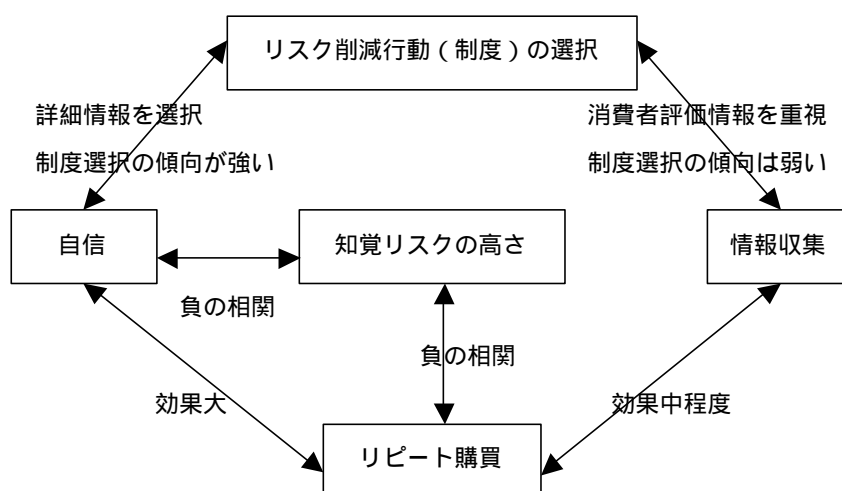 リスク削減行動（制度）の選択
詳細情報を選択
制度選択の傾向が強い
消費者評価情報を重視
制度選択の傾向は弱い
自信
知覚リスクの高さ
情報収集
負の相関
負の相関
効果大
効果中程度
リピート購買